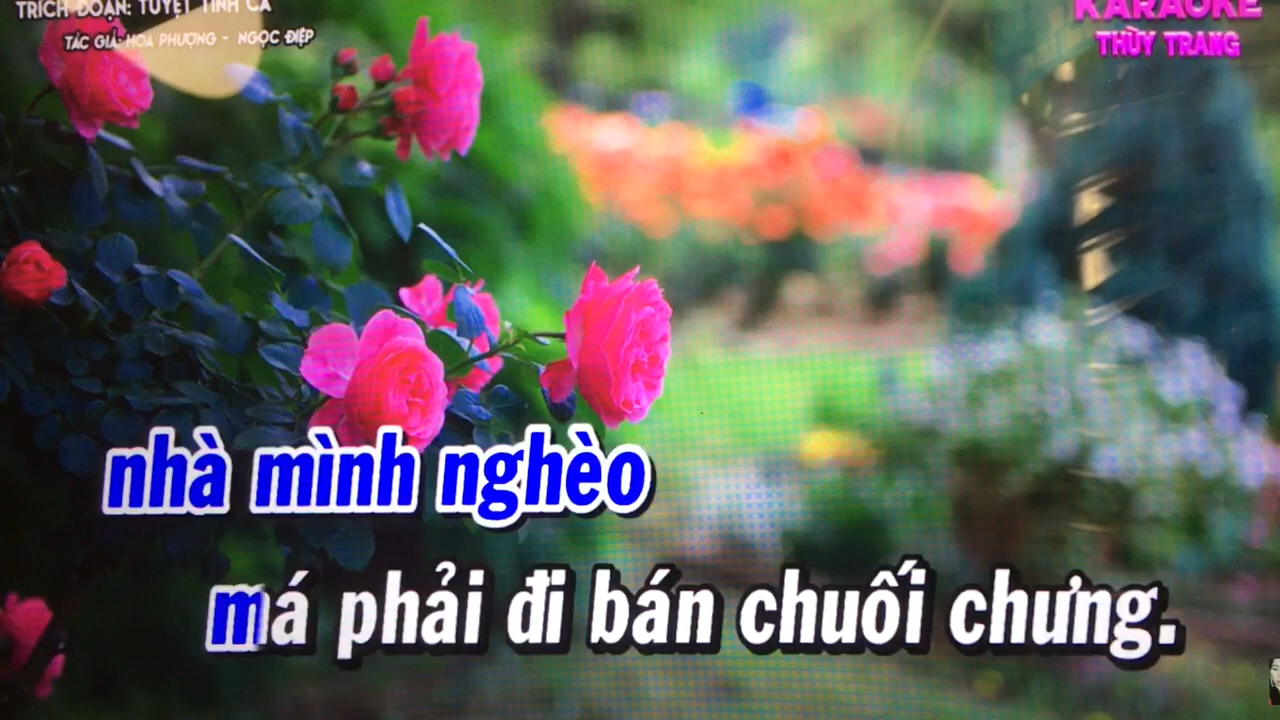 TRÍCH ĐOẠN: TUYỆT TÌNH CA
TÁC GIẢ: HOA PHƯỢNG - NGỌC ĐIỆP
KARAOKE
THÙY TRANG
nhà mình nghèo
má phải đi bán chuối chưng.